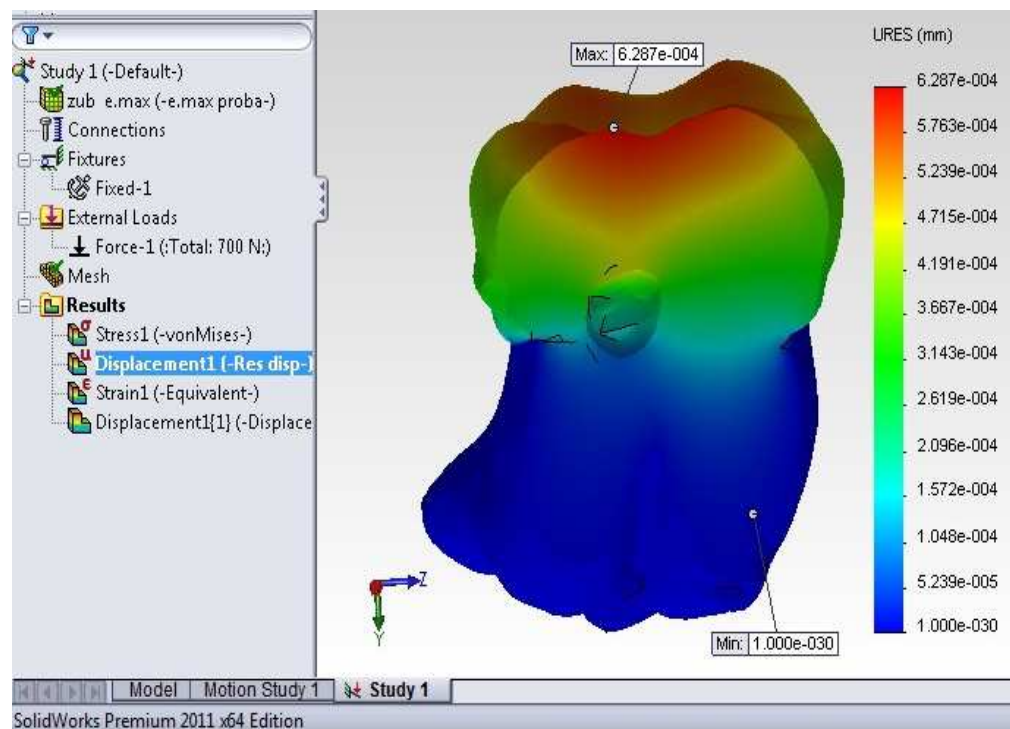 Study 1 (-Default-)
zub e.max (-e.max proba-)
Connections
Fixtures
Fixed-1
External Loads
Force-1 (:Total: 700 N:)
Mesh
Results
Stress1 (-vonMises-)
Displacement1 (-Res disp-)
Strain1 (-Equivalent-)
Displacement1[1] (-Displace
Max: 6.287e-004
Min: 1.000e-030
Z
Y
URES (mm)
6.287e-004
5.763e-004
5.239e-004
4.715e-004
4.191e-004
3.667e-004
3.143e-004
2.619e-004
2.096e-004
1.572e-004
1.048e-004
5.239e-005
1.000e-030
Model
Motion Study 1
Study 1
SolidWorks Premium 2011 x64 Edition